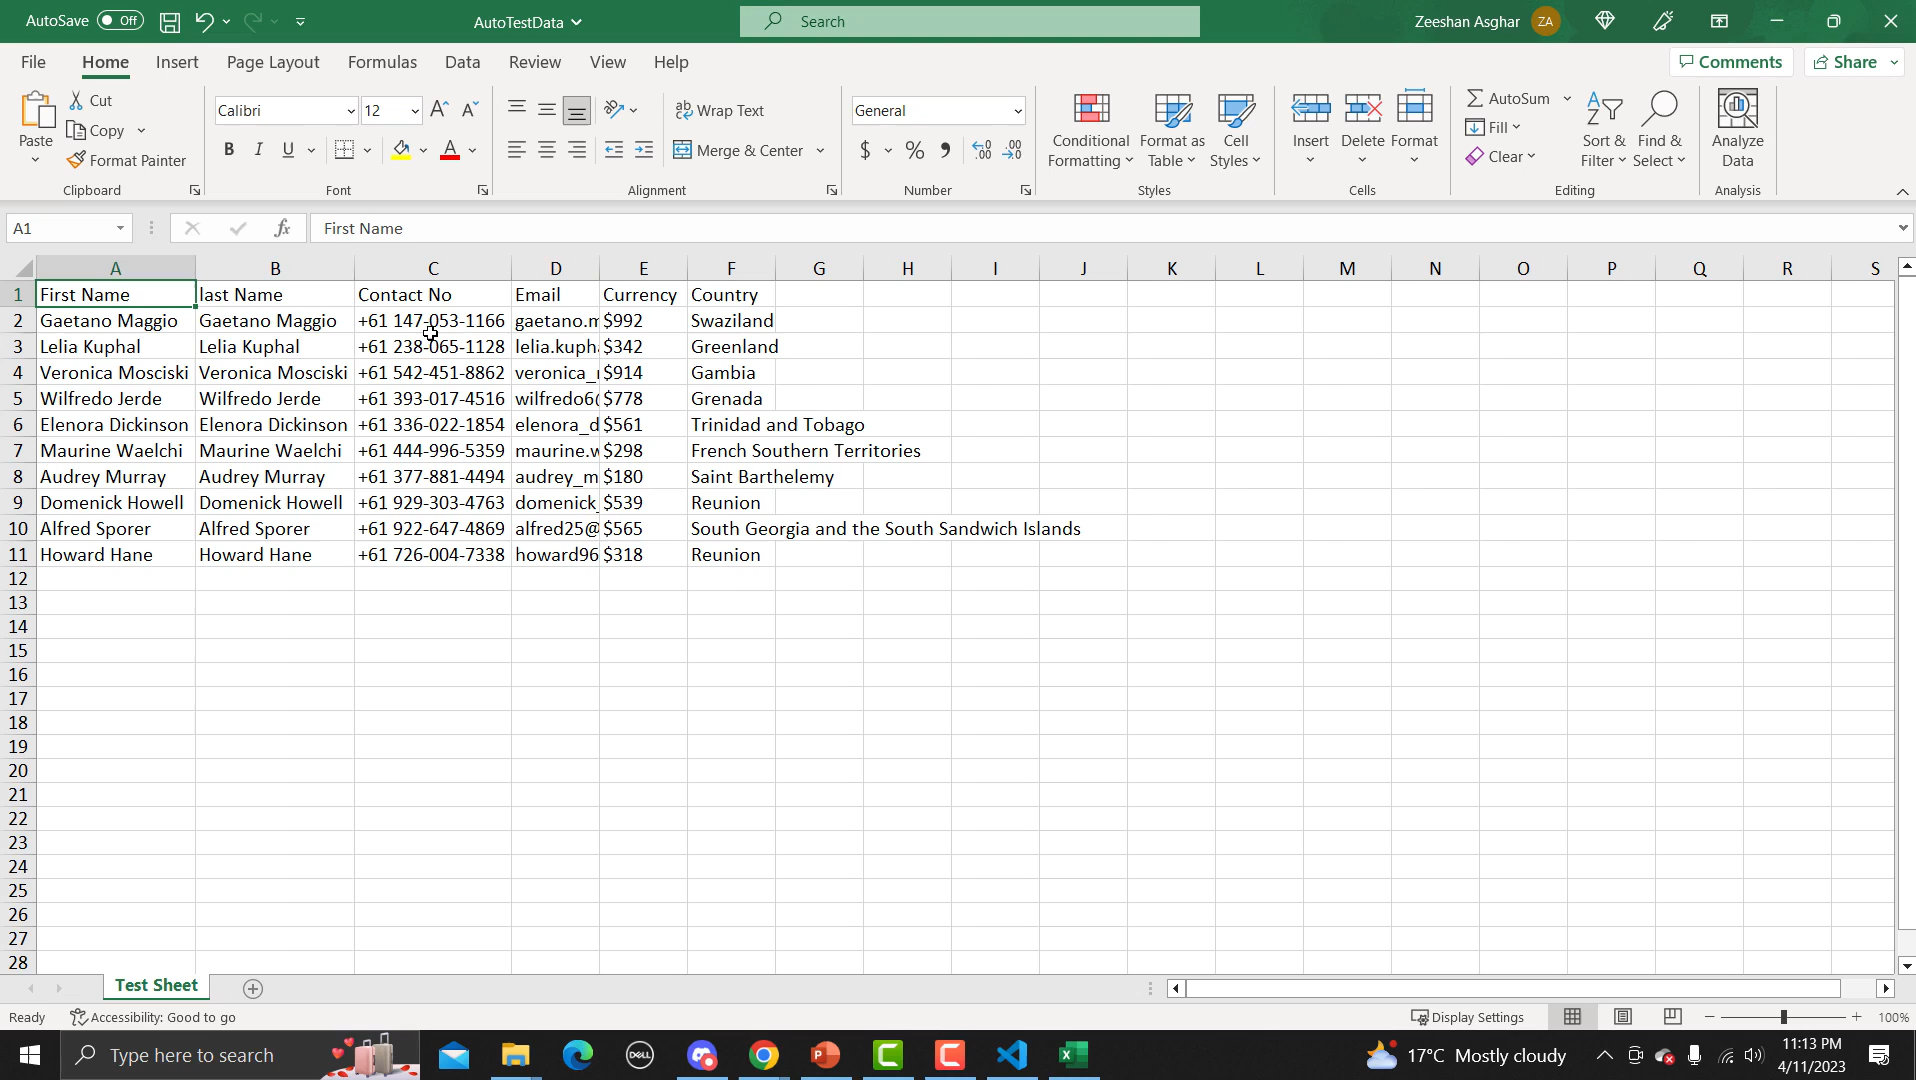 AutoSave Off AutoTestData Search Zeeshan Asghar ZA
File Home Insert Page Layout Formulas Data Review View Help Comments Share
Paste Cut Copy Format Painter Clipboard
Calibri 12 A^ Aˇ B I U A Font
Wrap Text Merge & Center Alignment
General $ % , Number
Conditional Formatting Format as Table Cell Styles Styles
Insert Delete Format Cells
AutoSum Fill Clear Sort & Filter Find & Select Editing
Analyze Data Analysis
A1 fx First Name
A B C D E F G H I J K L M N O P Q R S
1 First Name last Name Contact No Email Currency Country
2 Gaetano Maggio Gaetano Maggio +61 147-053-1166 gaetano.m $992 Swaziland
3 Lelia Kuphal Lelia Kuphal +61 238-065-1128 lelia.kuph $342 Greenland
4 Veronica Mosciski Veronica Mosciski +61 542-451-8862 veronica_ $914 Gambia
5 Wilfredo Jerde Wilfredo Jerde +61 393-017-4516 wilfredo6 $778 Grenada
6 Elenora Dickinson Elenora Dickinson +61 336-022-1854 elenora_d $561 Trinidad and Tobago
7 Maurine Waelchi Maurine Waelchi +61 444-996-5359 maurine.w $298 French Southern Territories
8 Audrey Murray Audrey Murray +61 377-881-4494 audrey_m $180 Saint Barthelemy
9 Domenick Howell Domenick Howell +61 929-303-4763 domenick_ $539 Reunion
10 Alfred Sporer Alfred Sporer +61 922-647-4869 alfred25@ $565 South Georgia and the South Sandwich Islands
11 Howard Hane Howard Hane +61 726-004-7338 howard96 $318 Reunion
12
13
14
15
16
17
18
19
20
21
22
23
24
25
26
27
28
Test Sheet
Ready Accessibility: Good to go Display Settings 100%
Type here to search DELL 17°C Mostly cloudy 11:13 PM
4/11/2023